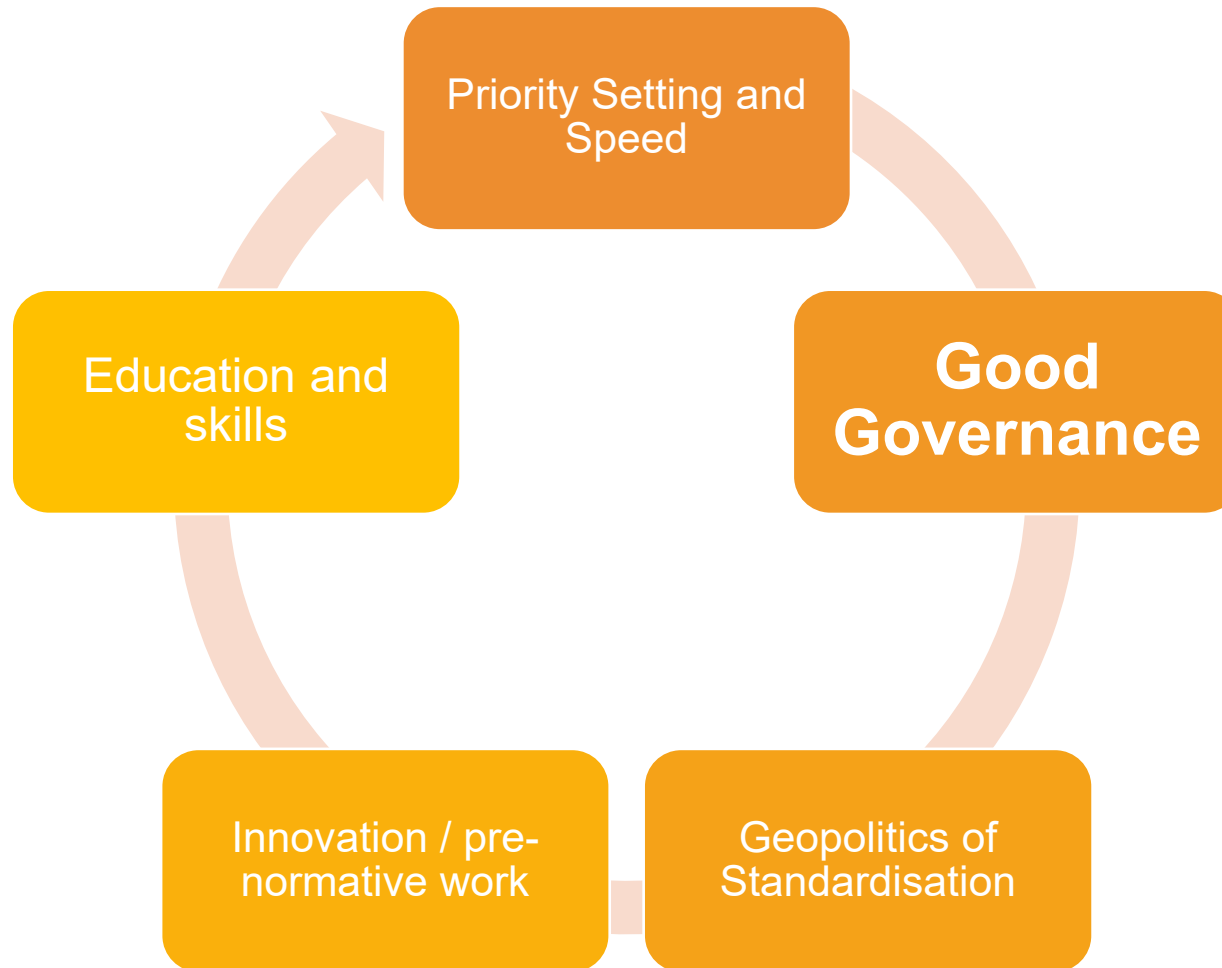 Priority Setting and
Speed
Good
Governance
Geopolitics of
Standardisation
Innovation / pre-
normative work
Education and
skills